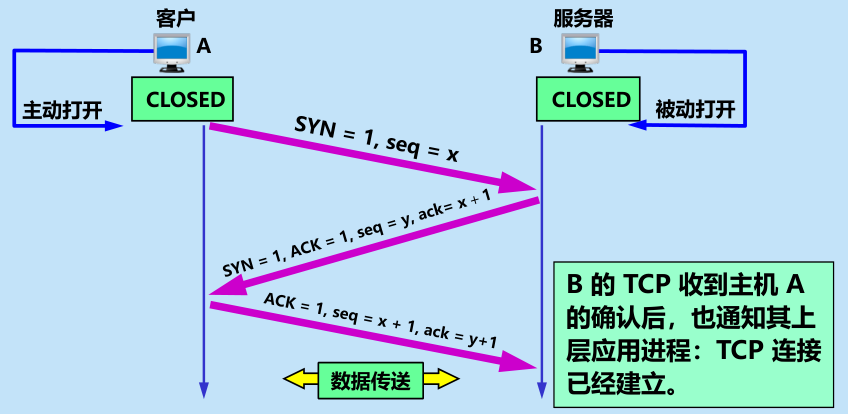 客户
服务器
A
B
CLOSED
CLOSED
主动打开
被动打开
SYN = 1, seq = x
SYN = 1, ACK = 1, seq = y, ack= x + 1
ACK = 1, seq = x + 1, ack = y+1
B 的 TCP 收到主机 A
的确认后，也通知其上
层应用进程：TCP 连接
已经建立。
数据传送